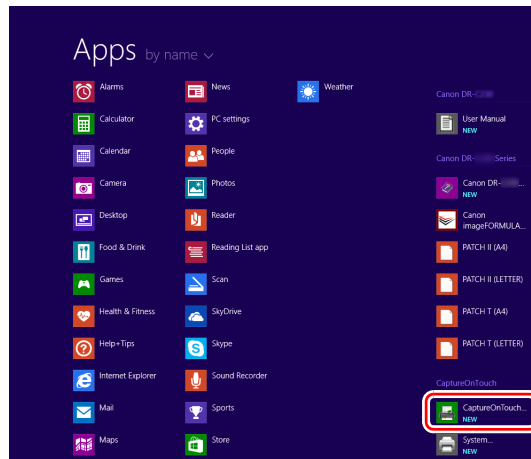 Apps by name
Alarms
Calculator
Calendar
Camera
Desktop
Food & Drink
Games
Health & Fitness
Help+Tips
Internet Explorer
Mail
Maps
News
PC settings
People
Photos
Reader
Reading List app
Scan
SkyDrive
Skype
Sound Recorder
Sports
Store
Weather
Canon DR-
User Manual
NEW
Canon DR- Series
Canon DR- ...
NEW
Canon
imageFORMULA...
PATCH II (A4)
PATCH II (LETTER)
PATCH T (A4)
PATCH T (LETTER)
CaptureOnTouch
CaptureOnTouch...
NEW
System...
NEW